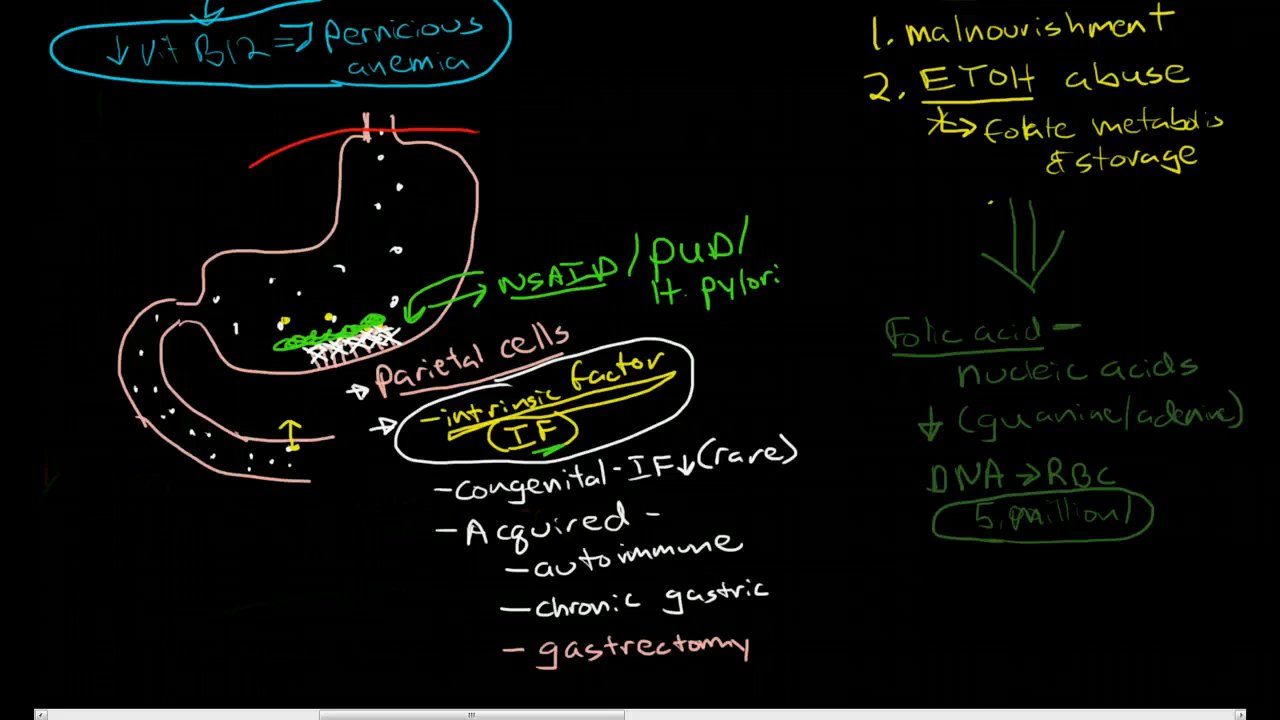 ↓ Vit B12 ⇒ pernicious
anemia
NSAID / PUD /
H. pylori
parietal cells
- intrinsic factor
(IF)
- congenital - IF↓ (rare)
- Acquired -
- autoimmune
- chronic gastric
- gastrectomy
1. malnourishment
2. ETOH abuse
folate metabolis
& storage
Folic acid -
nucleic acids
↓ (guanine/adenine)
DNA → RBC
5 million/